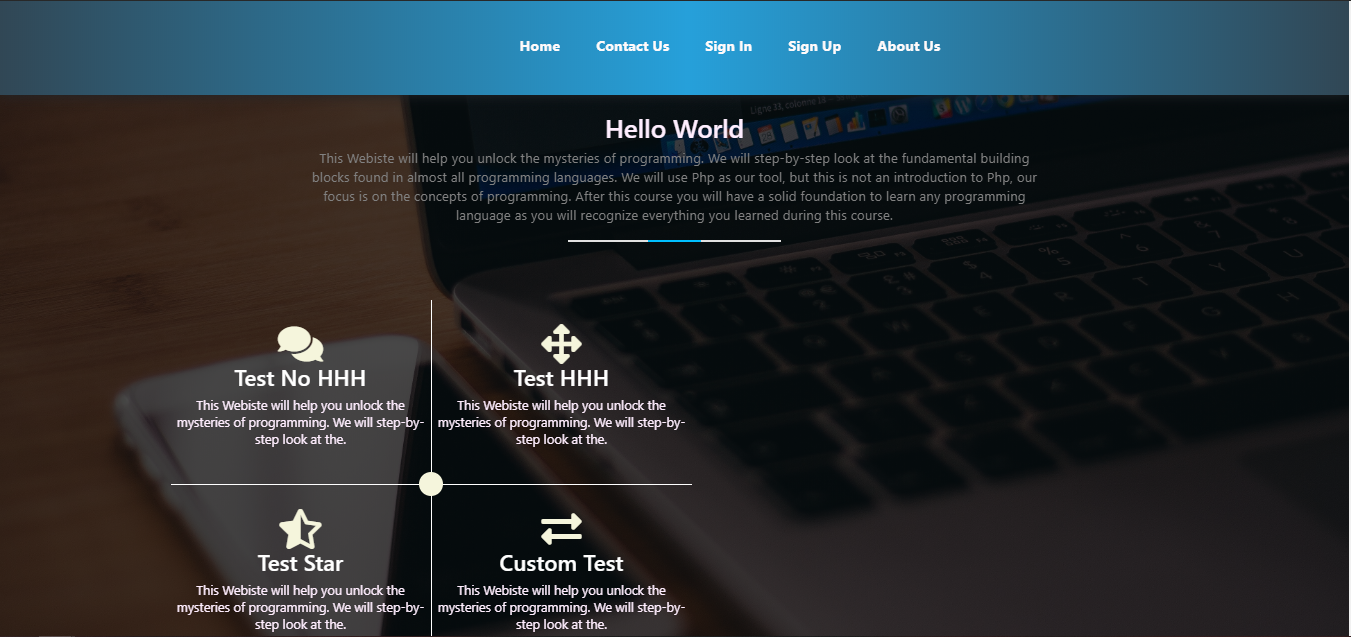 Home Contact Us Sign In Sign Up About Us
Ligne 33, colonne 18
Hello World
This Webiste will help you unlock the mysteries of programming. We will step-by-step look at the fundamental building
blocks found in almost all programming languages. We will use Php as our tool, but this is not an introduction to Php, our
focus is on the concepts of programming. After this course you will have a solid foundation to learn any programming
language as you will recognize everything you learned during this course.
Test No HHH
This Webiste will help you unlock the
mysteries of programming. We will step-by-
step look at the.
Test HHH
This Webiste will help you unlock the
mysteries of programming. We will step-by-
step look at the.
Test Star
This Webiste will help you unlock the
mysteries of programming. We will step-by-
step look at the.
Custom Test
This Webiste will help you unlock the
mysteries of programming. We will step-by-
step look at the.